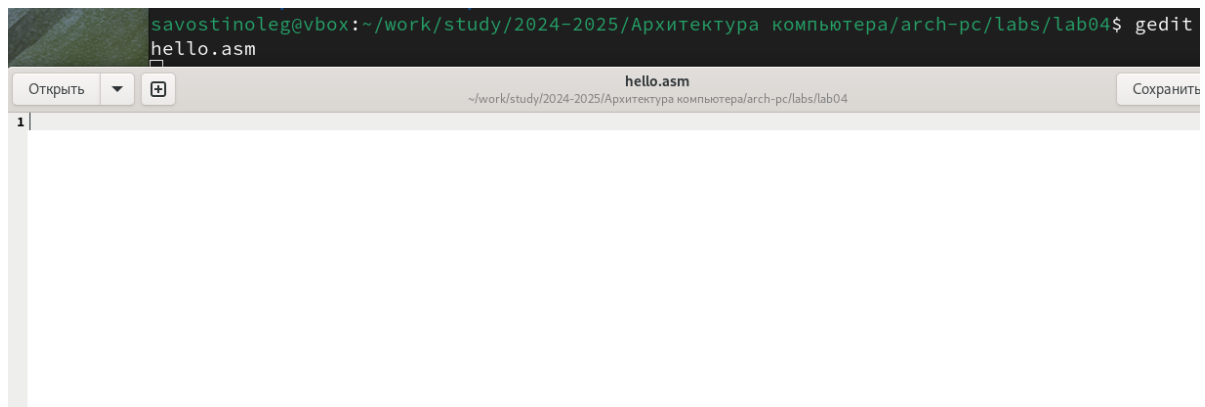 savostinoleg@vbox:~/work/study/2024-2025/Архитектура компьютера/arch-pc/labs/lab04$ gedit
hello.asm
Открыть
hello.asm
Сохранить
~/work/study/2024-2025/Архитектура компьютера/arch-pc/labs/lab04
1